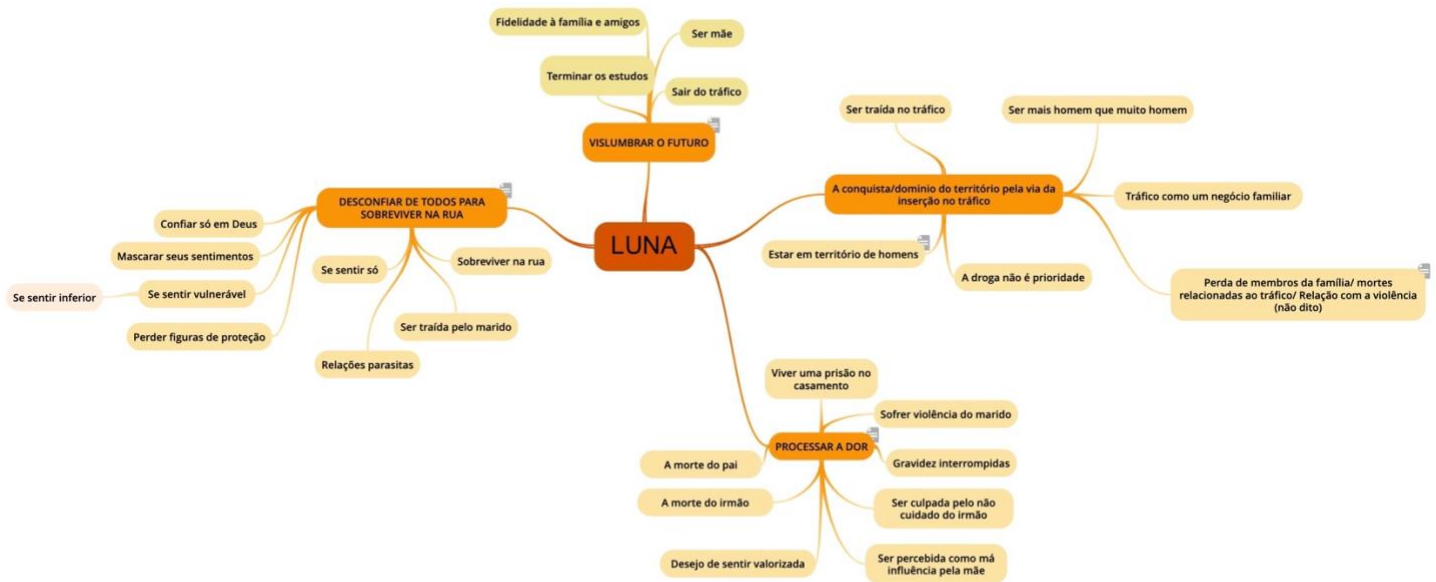 Fidelidade à família e amigos
Ser mãe
Terminar os estudos
Sair do tráfico
VISLUMBRAR O FUTURO
DESCONFIAR DE TODOS PARA
SOBREVIVER NA RUA
Confiar só em Deus
Mascarar seus sentimentos
Se sentir inferior
Se sentir vulnerável
Perder figuras de proteção
Se sentir só
Relações parasitas
Ser traída pelo marido
Sobreviver na rua
LUNA
Ser traída no tráfico
Ser mais homem que muito homem
A conquista/dominio do território pela via da
inserção no tráfico
Tráfico como um negócio familiar
Estar em território de homens
A droga não é prioridade
Perda de membros da família/ mortes
relacionadas ao tráfico/ Relação com a violência
(não dito)
Viver uma prisão no
casamento
Sofrer violência do marido
PROCESSAR A DOR
A morte do pai
Gravidez interrompidas
A morte do irmão
Ser culpada pelo não
cuidado do irmão
Desejo de sentir valorizada
Ser percebida como má
influência pela mãe